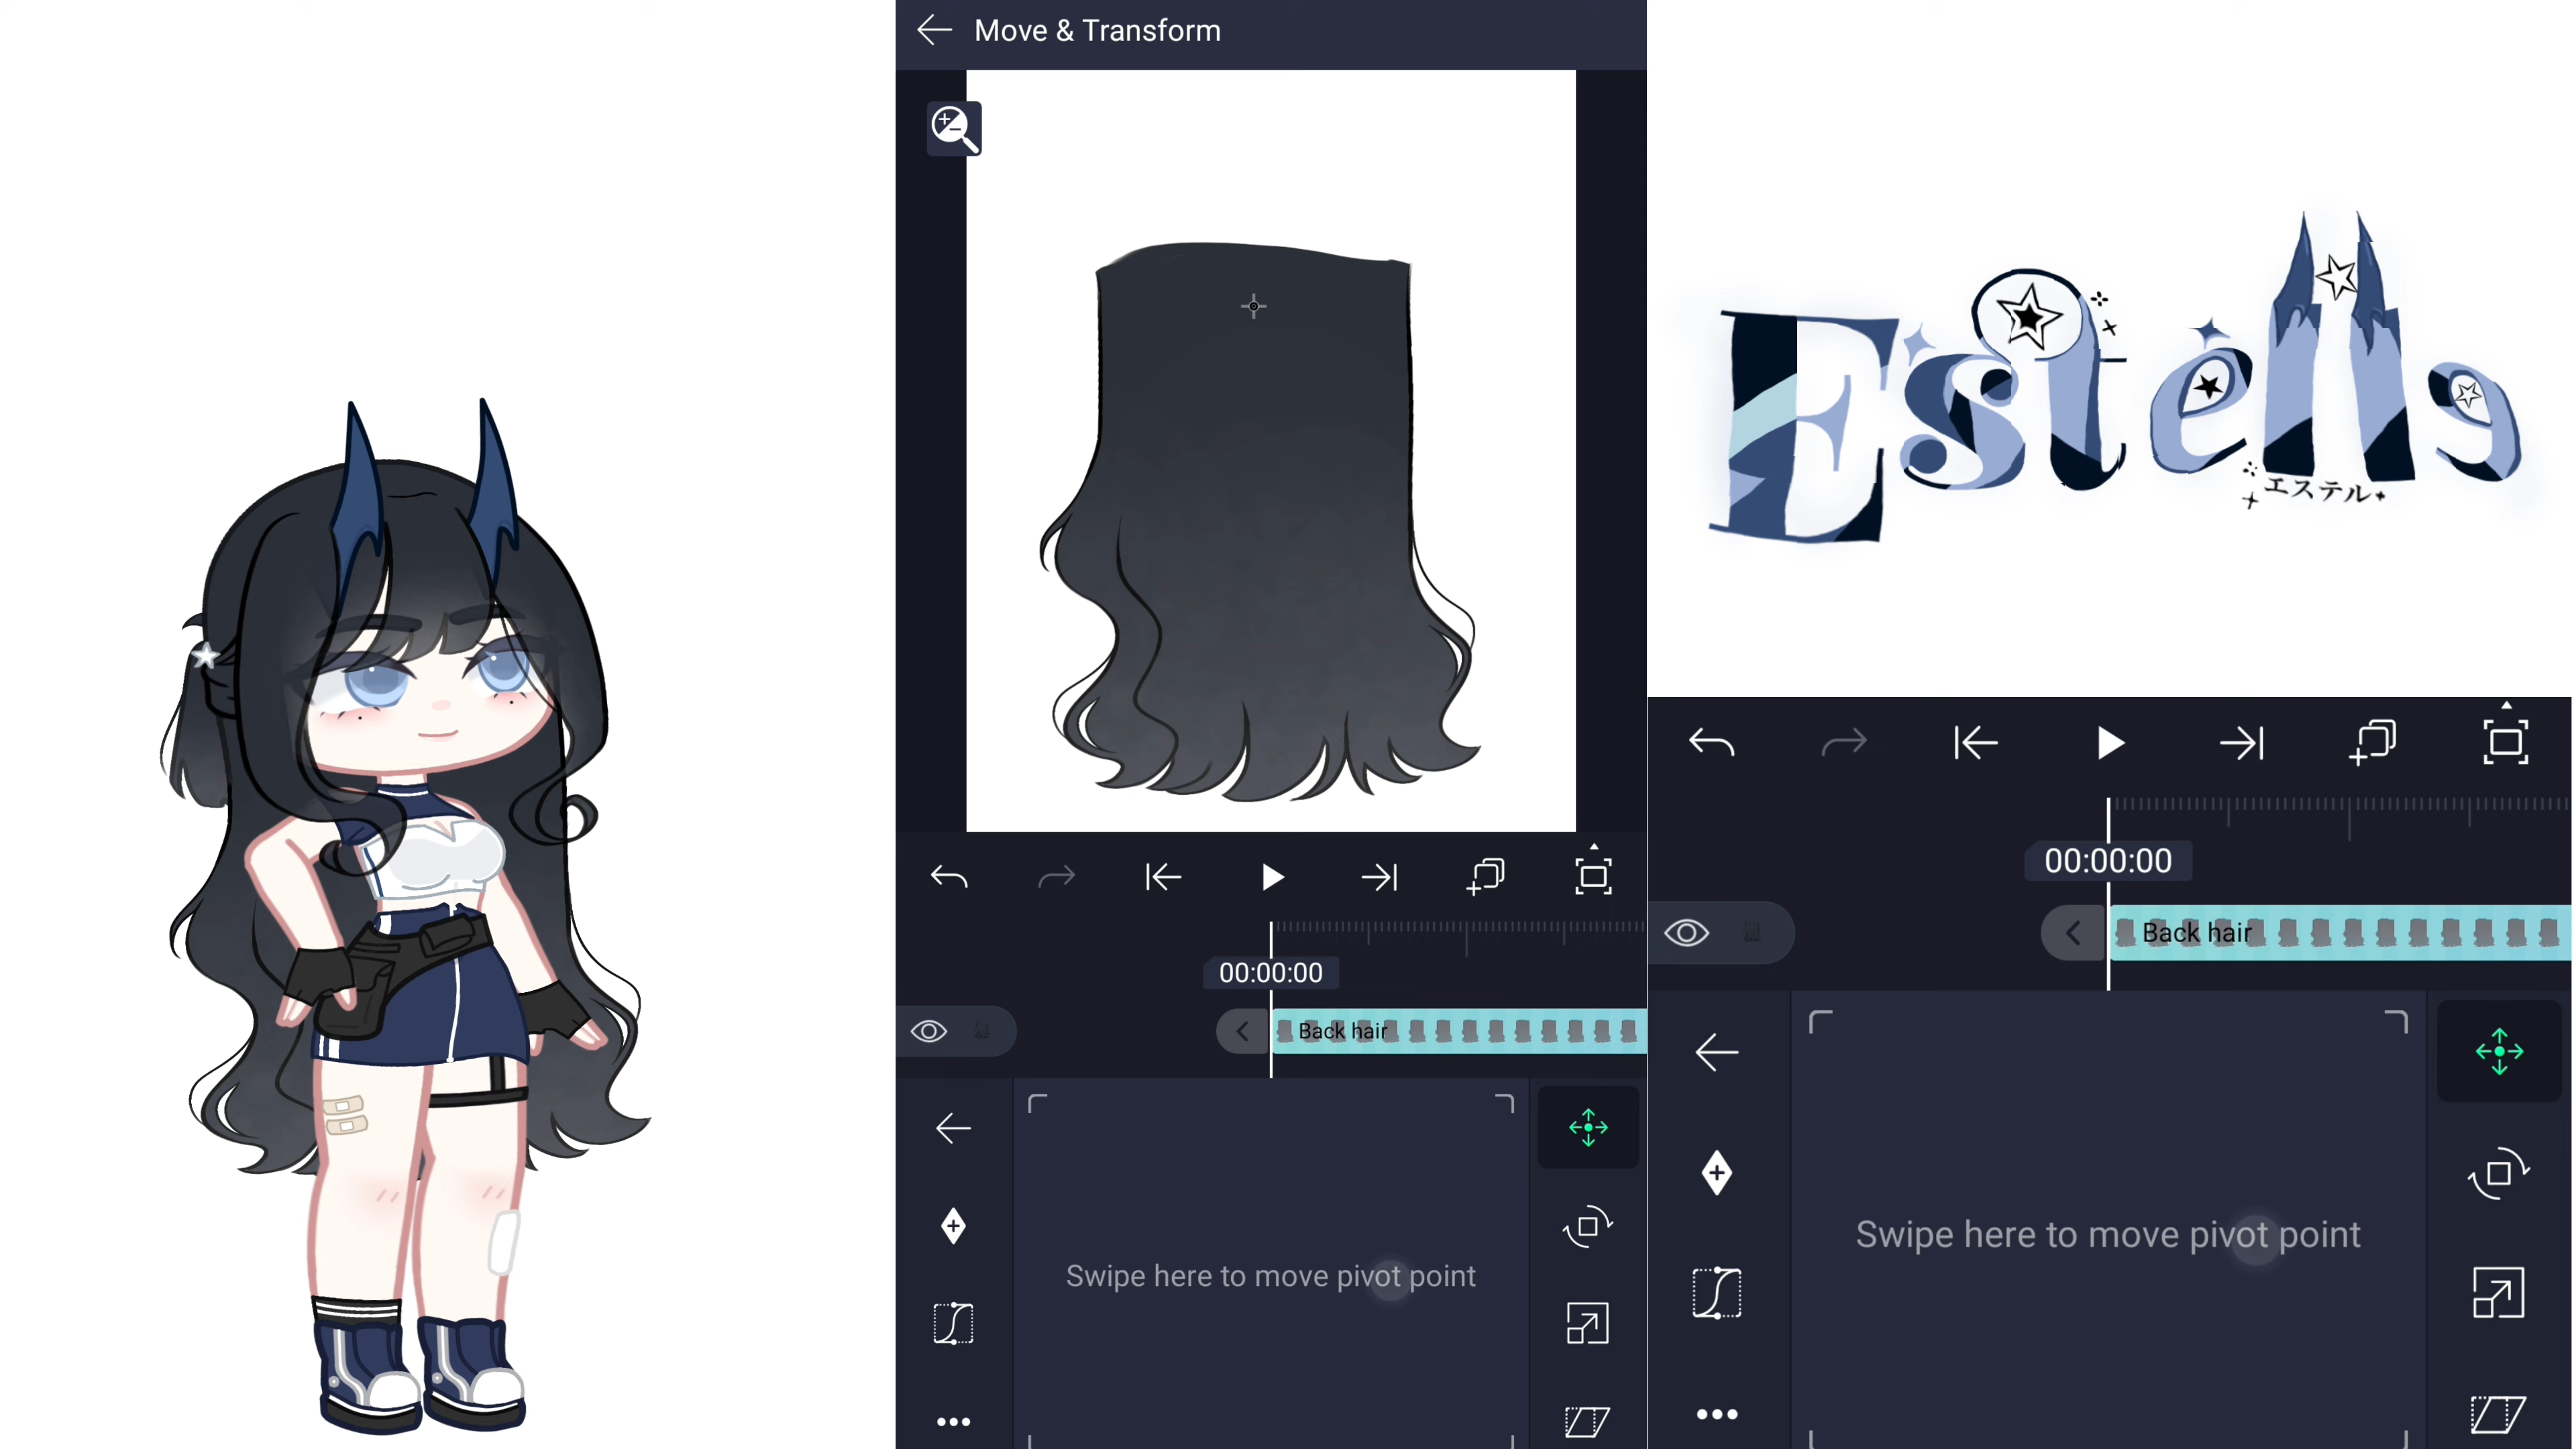 Move & Transform
00:00:00
Back hair
Swipe here to move pivot point
Estelle
エステル
00:00:00
Back hair
Swipe here to move pivot point